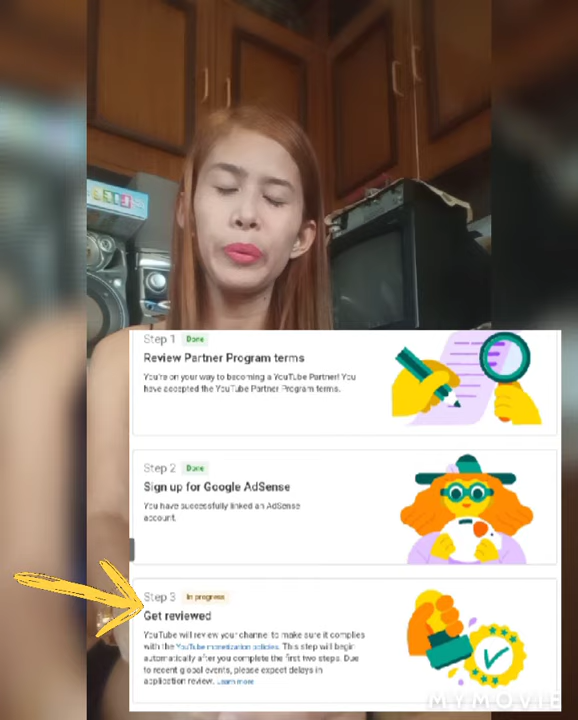 Step 1 Done
Review Partner Program terms
You're on your way to becoming a YouTube Partner! You
have accepted the YouTube Partner Program terms.
Step 2 Done
Sign up for Google AdSense
You have successfully linked an AdSense
account.
Step 3 In progress
Get reviewed
YouTube will review your channel to make sure it complies
with the YouTube monetization policies. This step will begin
automatically after you complete the first two steps. Due
to recent global events, please expect delays in
application review. Learn more
MYMOVIE